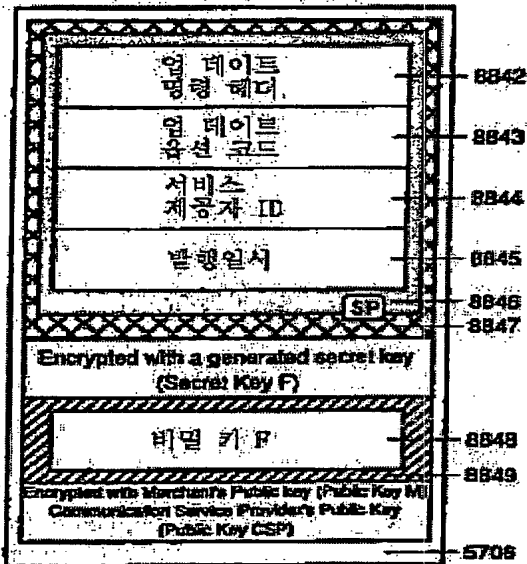 업 데이트
명령 헤더
8842
업 데이트
옵션 코드
8843
서비스
제공자 ID
8844
발행일시
8845
SP
8846
8847
Encrypted with a generated secret key
(Secret Key F)
비밀 키 F
8848
8849
Encrypted with Merchant's Public key (Public Key M)
Communication Service Provider's Public Key
(Public Key CSP)
5706